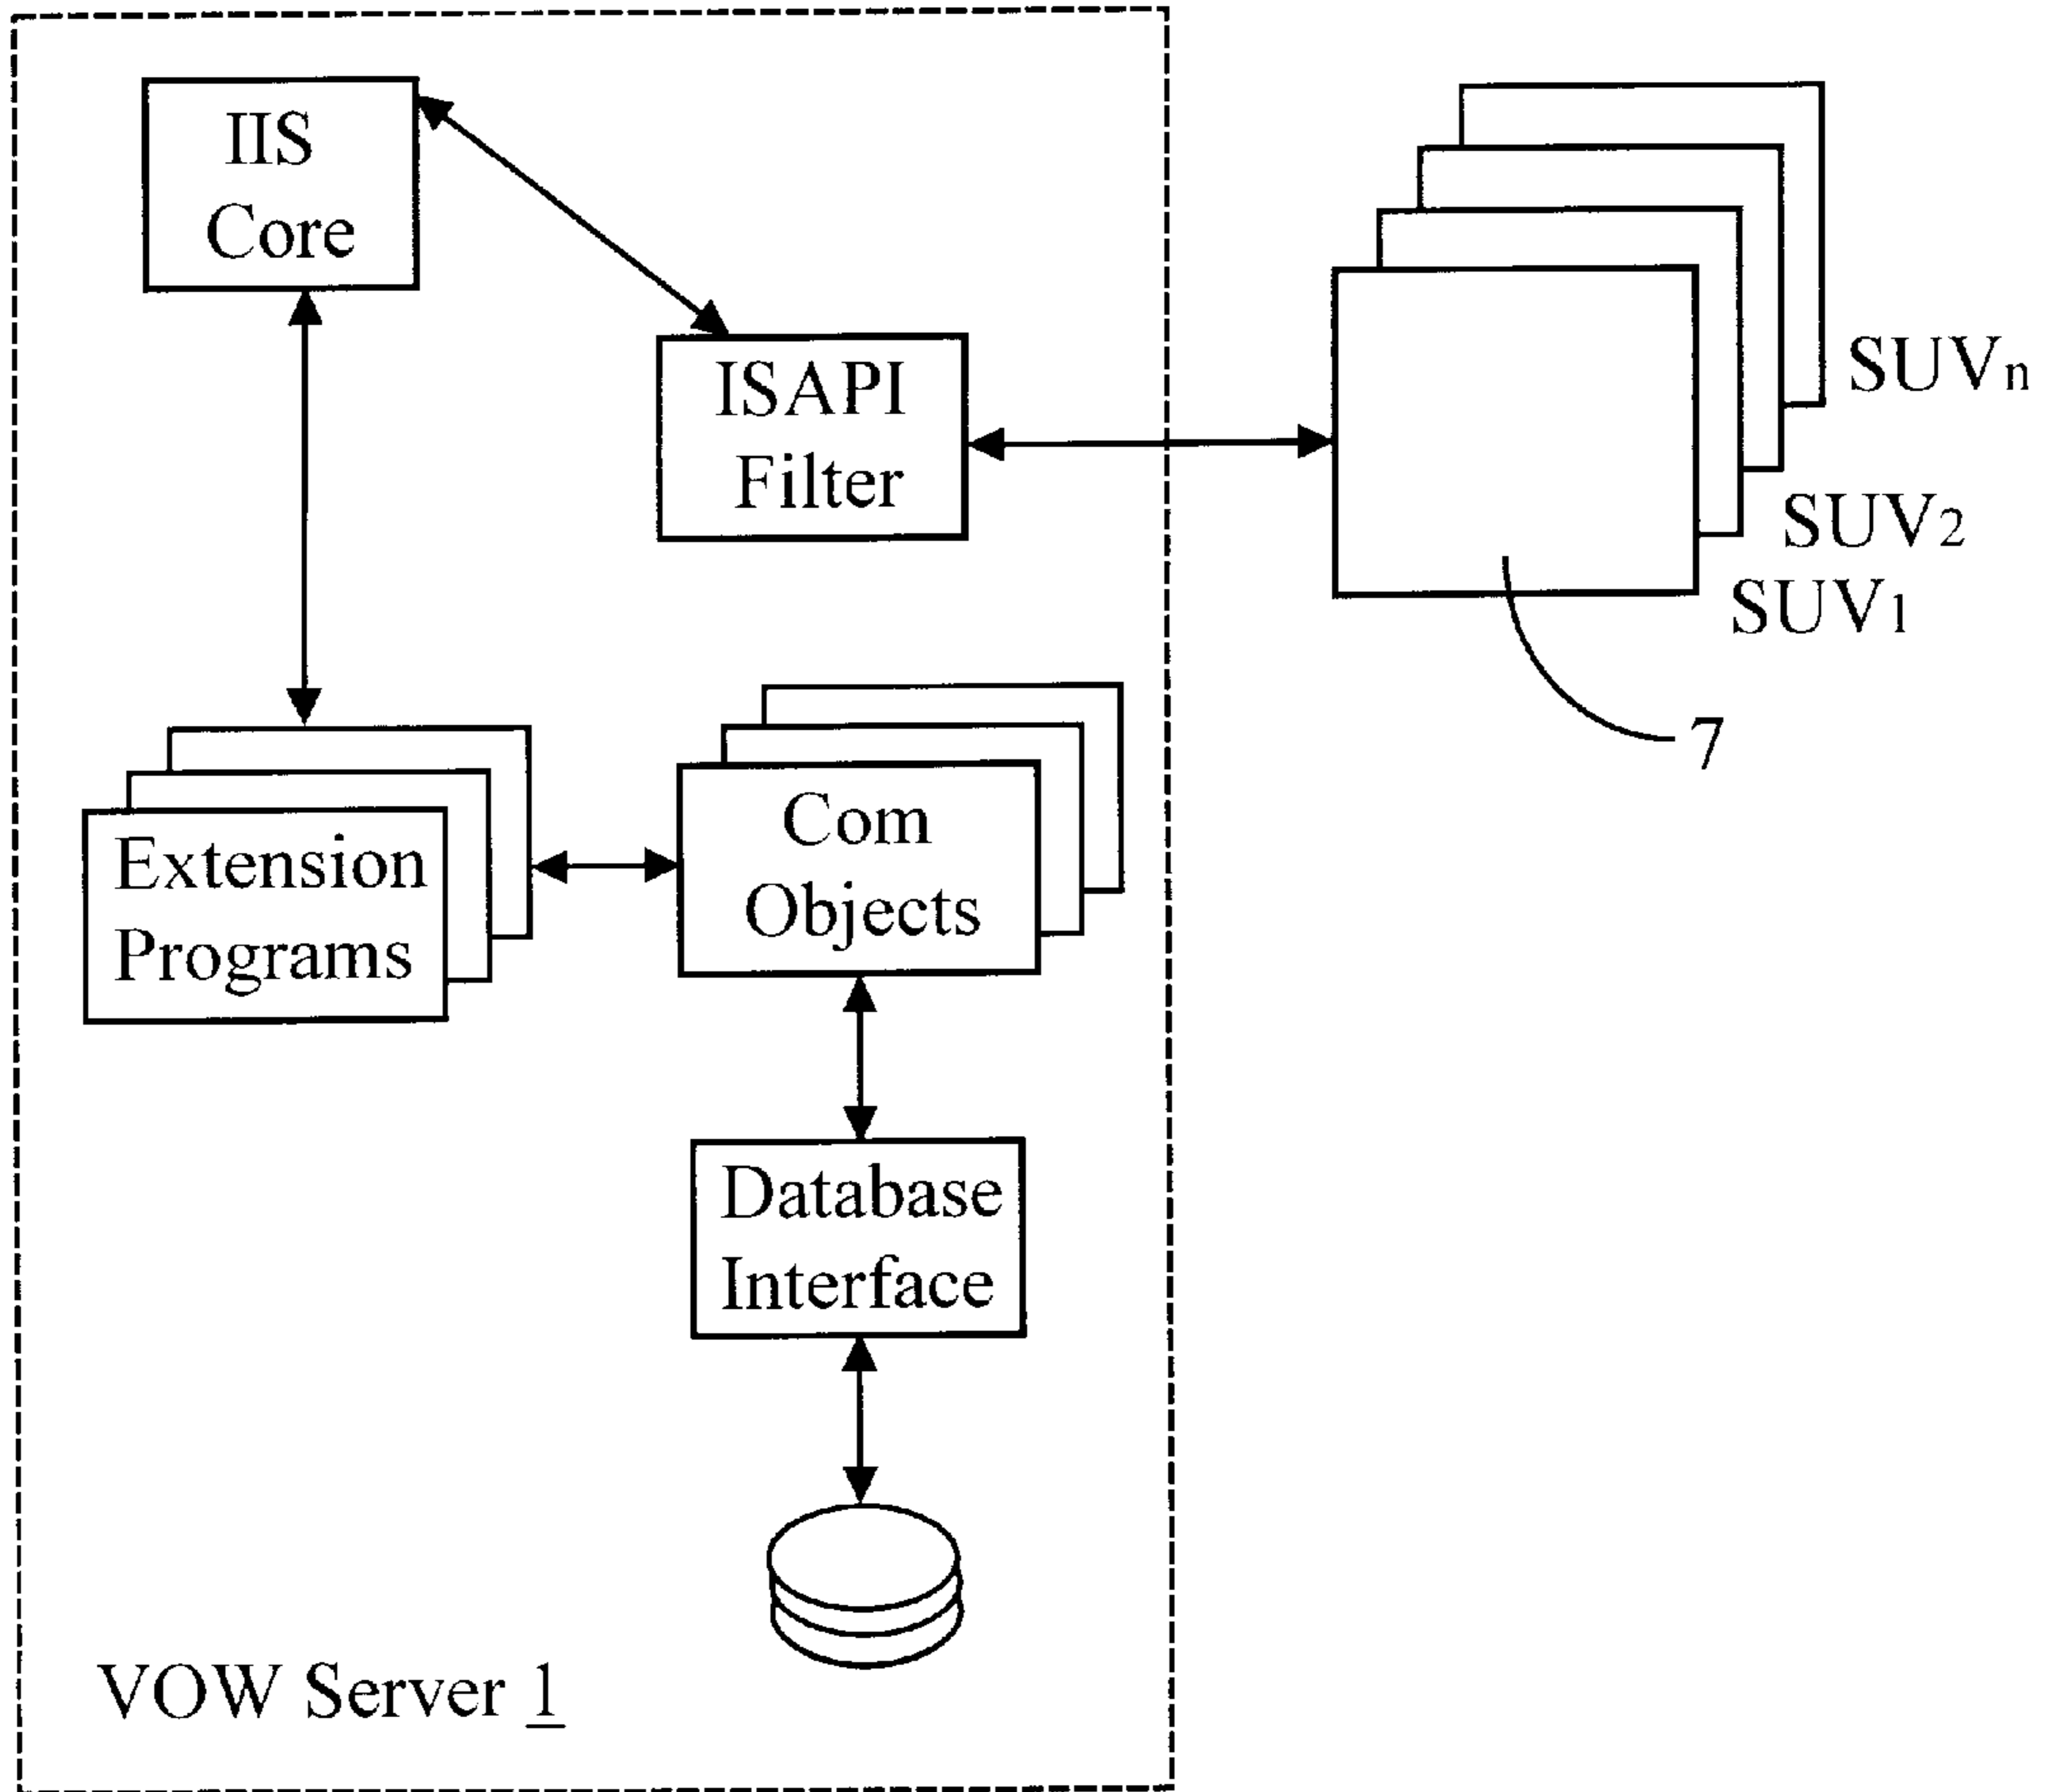 IIS
Core
ISAPI
Filter
SUVn
SUV2
SUV1
7
Extension
Programs
Com
Objects
Database
Interface
VOW Server 1